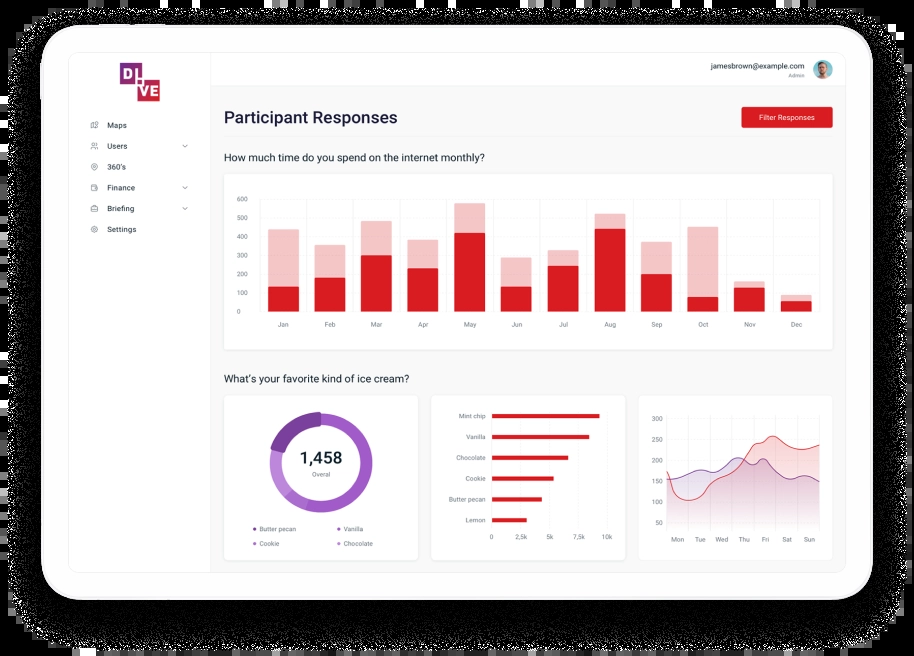 DI
VE
jamesbrown@example.com
Admin
Maps
Users
360's
Finance
Briefing
Settings
Participant Responses
Filter Responses
How much time do you spend on the internet monthly?
600
500
400
300
200
100
0
Jan Feb Mar Apr May Jun Jul Aug Sep Oct Nov Dec
What's your favorite kind of ice cream?
1,458
Overal
Butter pecan Vanilla
Cookie Chocolate
Mint chip
Vanilla
Chocolate
Cookie
Butter pecan
Lemon
0 2,5k 5k 7,5k 10k
300
250
200
150
100
50
Mon Tue Wed Thu Fri Sat Sun